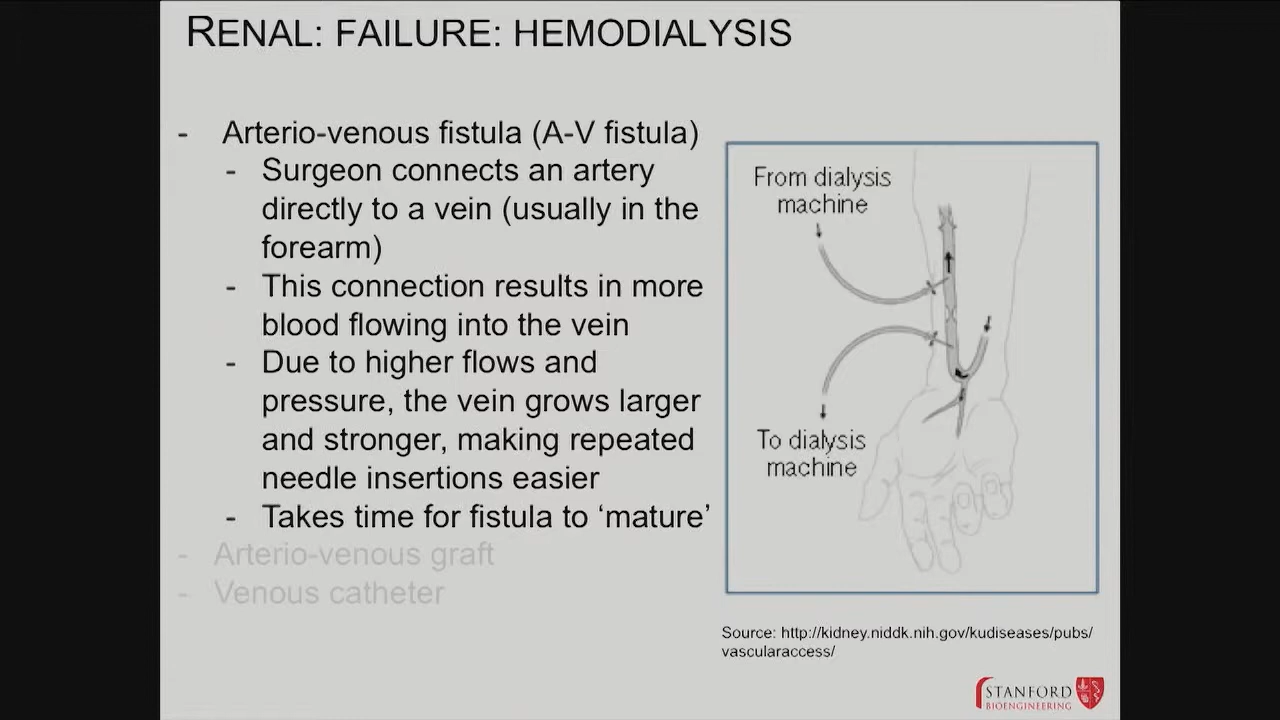 RENAL: FAILURE: HEMODIALYSIS
- Arterio-venous fistula (A-V fistula)
- Surgeon connects an artery
directly to a vein (usually in the
forearm)
- This connection results in more
blood flowing into the vein
- Due to higher flows and
pressure, the vein grows larger
and stronger, making repeated
needle insertions easier
- Takes time for fistula to ‘mature’
- Arterio-venous graft
- Venous catheter
From dialysis
machine
To dialysis
machine
Source: http://kidney.niddk.nih.gov/kudiseases/pubs/
vascularaccess/
STANFORD
BIOENGINEERING